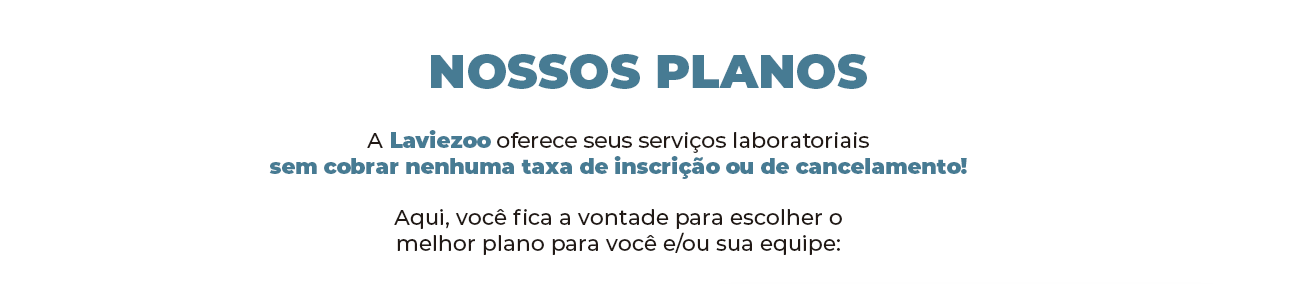 NOSSOS PLANOS
A Laviezoo oferece seus serviços laboratoriais
sem cobrar nenhuma taxa de inscrição ou de cancelamento!
Aqui, você fica a vontade para escolher o
melhor plano para você e/ou sua equipe: